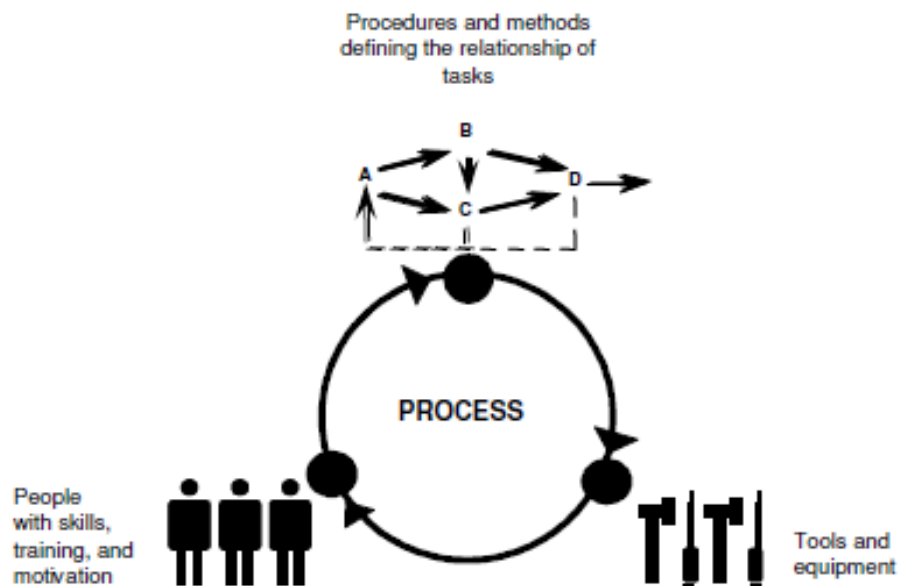 Procedures and methods
defining the relationship of
tasks
B
A
D
C
PROCESS
People
with skills,
training, and
motivation
Tools and
equipment